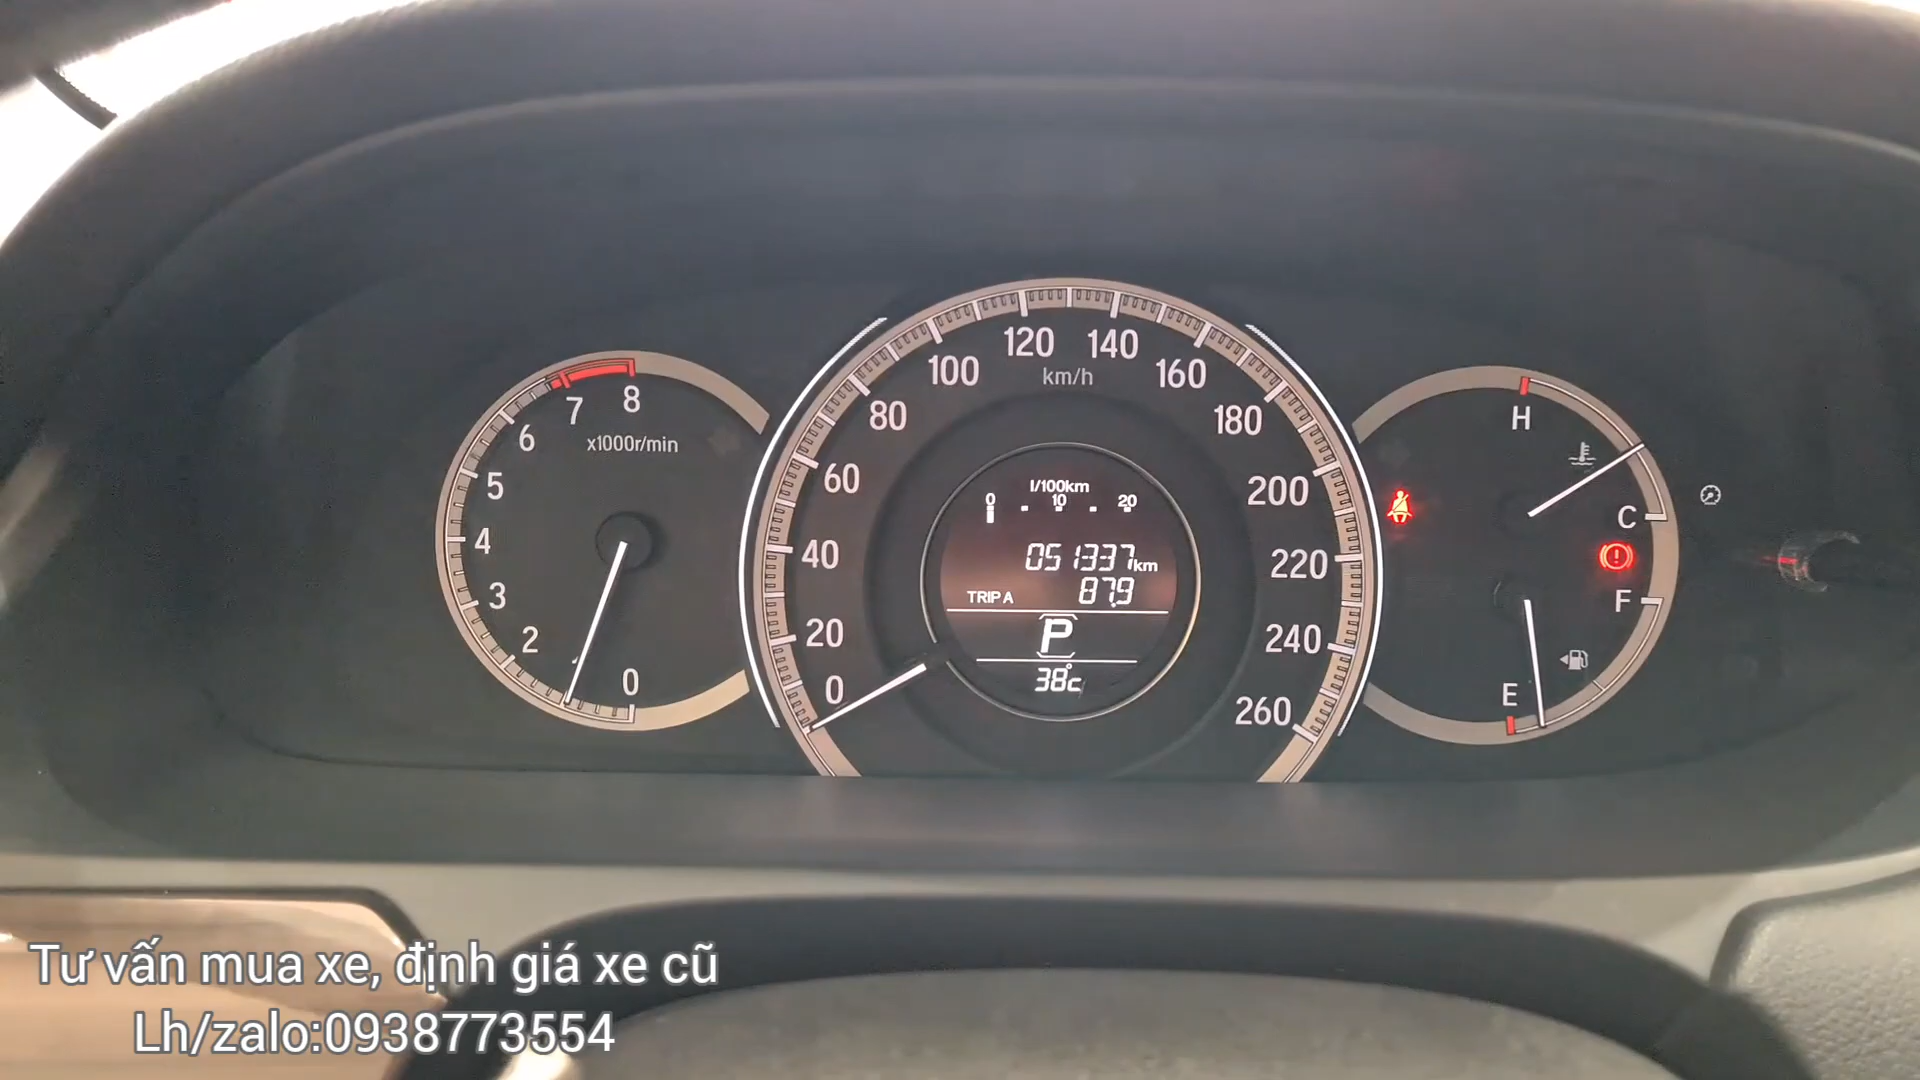 8
7
6
5
4
3
2
0
x1000r/min
0
20
40
60
80
100
120
140
160
180
200
220
240
260
km/h
l/100km
0 10 20
051337km
TRIP A 87.9
P
38°c
H
C
F
E
Tư vấn mua xe, định giá xe cũ
Lh/zalo:0938773554